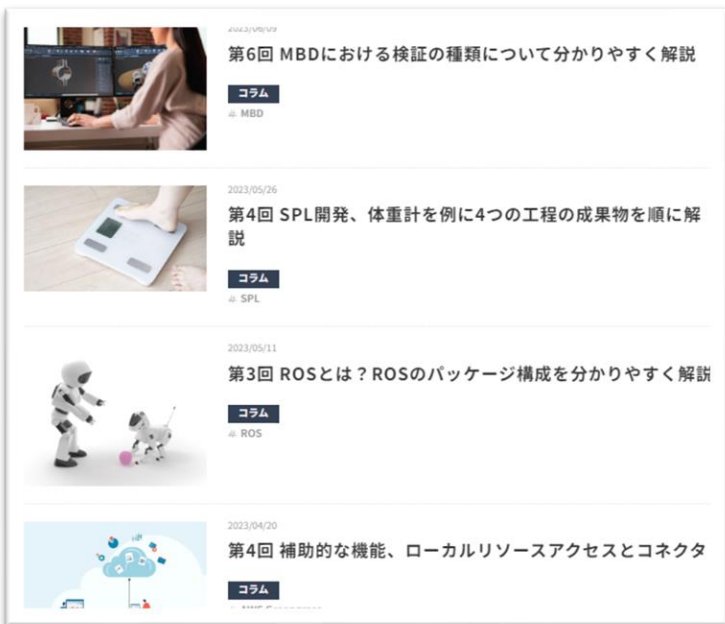 2023/06/09
第6回 MBDにおける検証の種類について分かりやすく解説
コラム
# MBD
2023/05/26
第4回 SPL開発、体重計を例に4つの工程の成果物を順に解
説
コラム
# SPL
2023/05/11
第3回 ROSとは？ROSのパッケージ構成を分かりやすく解説
コラム
# ROS
2023/04/20
第4回 補助的な機能、ローカルリソースアクセスとコネクタ
コラム